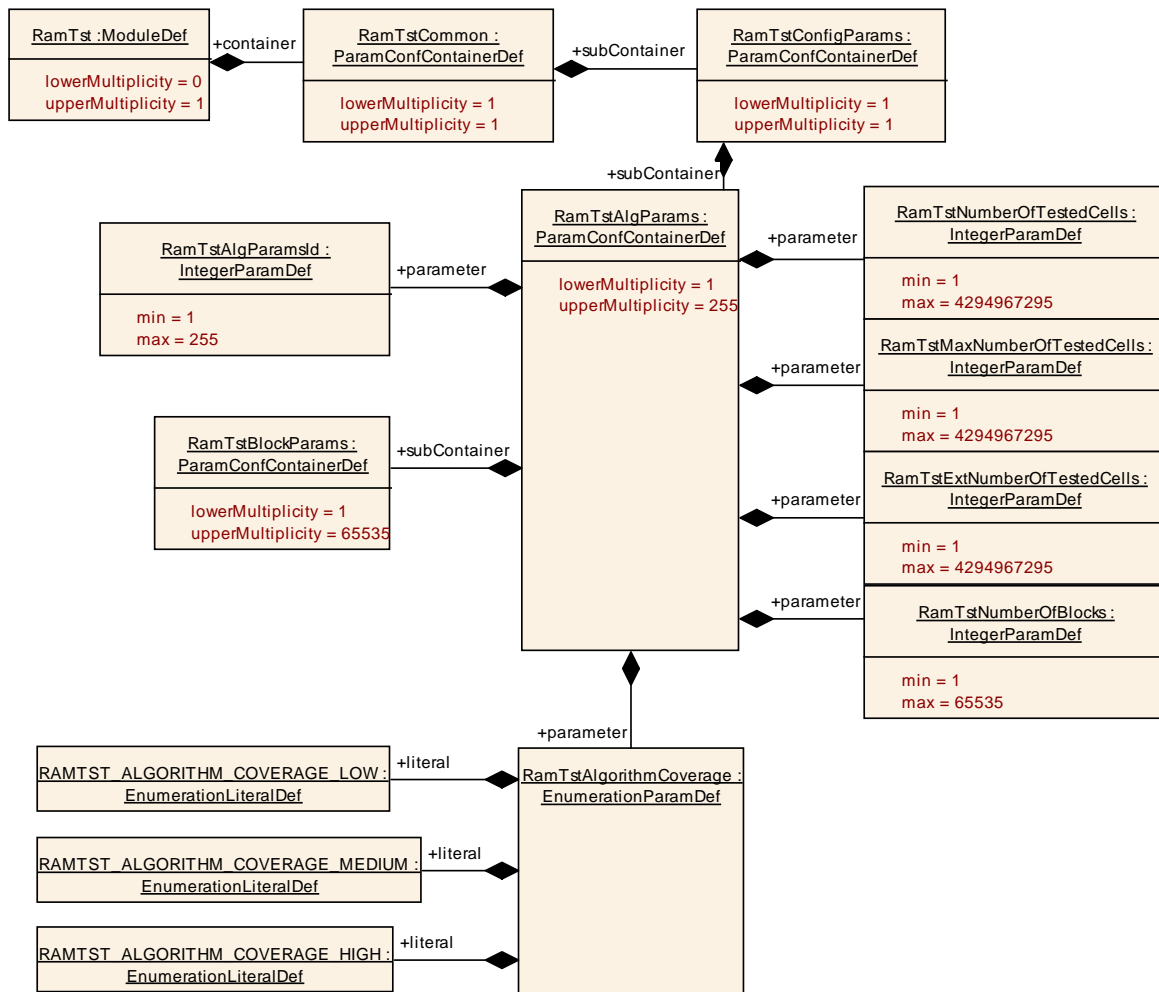 RamTst :ModuleDef
lowerMultiplicity = 0
upperMultiplicity = 1
+container
RamTstCommon :
ParamConfContainerDef
lowerMultiplicity = 1
upperMultiplicity = 1
+subContainer
RamTstConfigParams :
ParamConfContainerDef
lowerMultiplicity = 1
upperMultiplicity = 1
+subContainer
RamTstAlgParams :
ParamConfContainerDef
lowerMultiplicity = 1
upperMultiplicity = 255
RamTstAlgParamsId :
IntegerParamDef
min = 1
max = 255
+parameter
RamTstBlockParams :
ParamConfContainerDef
lowerMultiplicity = 1
upperMultiplicity = 65535
+subContainer
+parameter
RamTstNumberOfTestedCells :
IntegerParamDef
min = 1
max = 4294967295
+parameter
RamTstMaxNumberOfTestedCells :
IntegerParamDef
min = 1
max = 4294967295
+parameter
RamTstExtNumberOfTestedCells :
IntegerParamDef
min = 1
max = 4294967295
+parameter
RamTstNumberOfBlocks :
IntegerParamDef
min = 1
max = 65535
+parameter
RamTstAlgorithmCoverage :
EnumerationParamDef
RAMTST_ALGORITHM_COVERAGE_LOW :
EnumerationLiteralDef
+literal
RAMTST_ALGORITHM_COVERAGE_MEDIUM :
EnumerationLiteralDef
+literal
RAMTST_ALGORITHM_COVERAGE_HIGH :
EnumerationLiteralDef
+literal